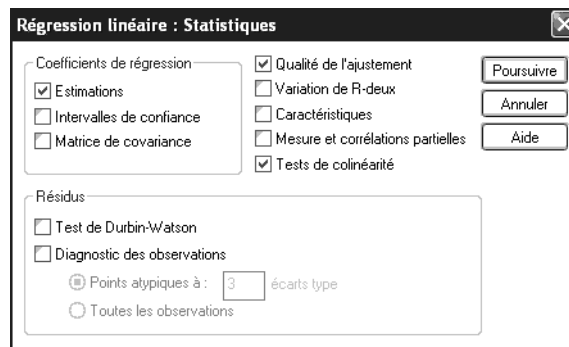 Régression linéaire : Statistiques
Coefficients de régression
Estimations
Intervalles de confiance
Matrice de covariance
Qualité de l'ajustement
Variation de R-deux
Caractéristiques
Mesure et corrélations partielles
Tests de colinéarité
Poursuivre
Annuler
Aide
Résidus
Test de Durbin-Watson
Diagnostic des observations
Points atypiques à : 3 écarts type
Toutes les observations